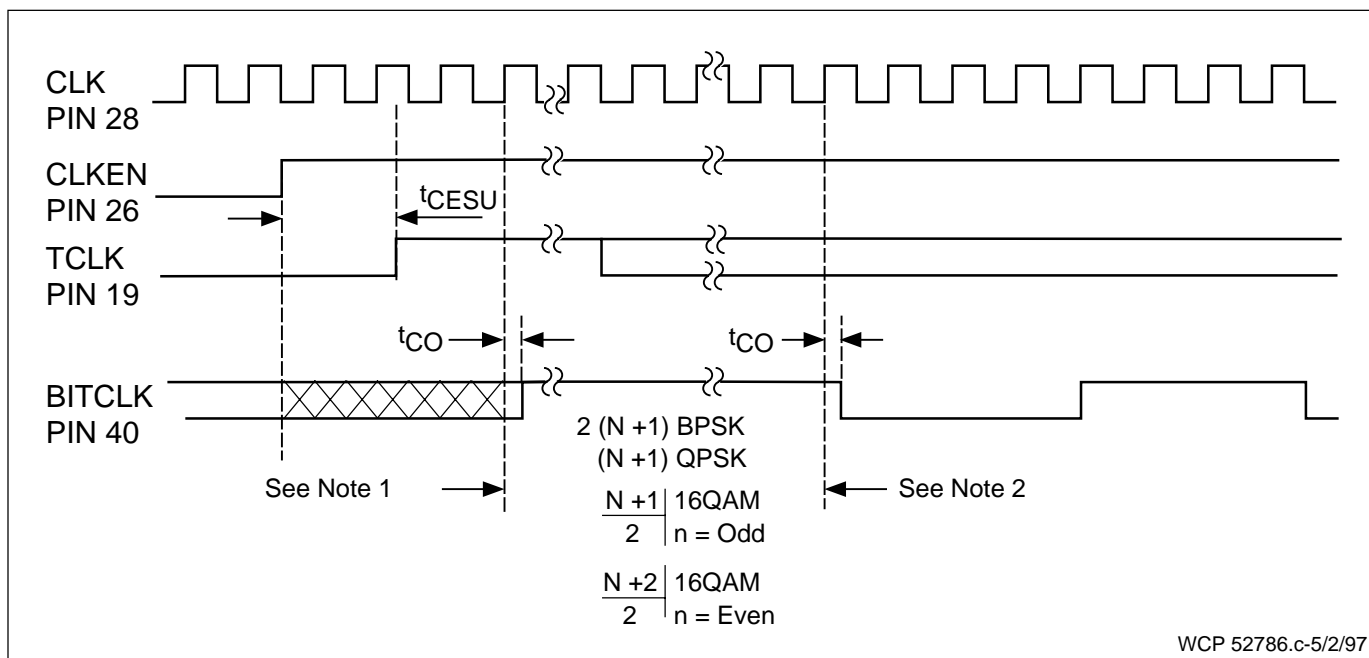 CLK
PIN 28
CLKEN
PIN 26
tCESU
TCLK
PIN 19
tCO
tCO
BITCLK
PIN 40
2 (N +1) BPSK
(N +1) QPSK
See Note 1
See Note 2
N +1 16QAM
2 n = Odd
N +2 16QAM
2 n = Even
WCP 52786.c-5/2/97